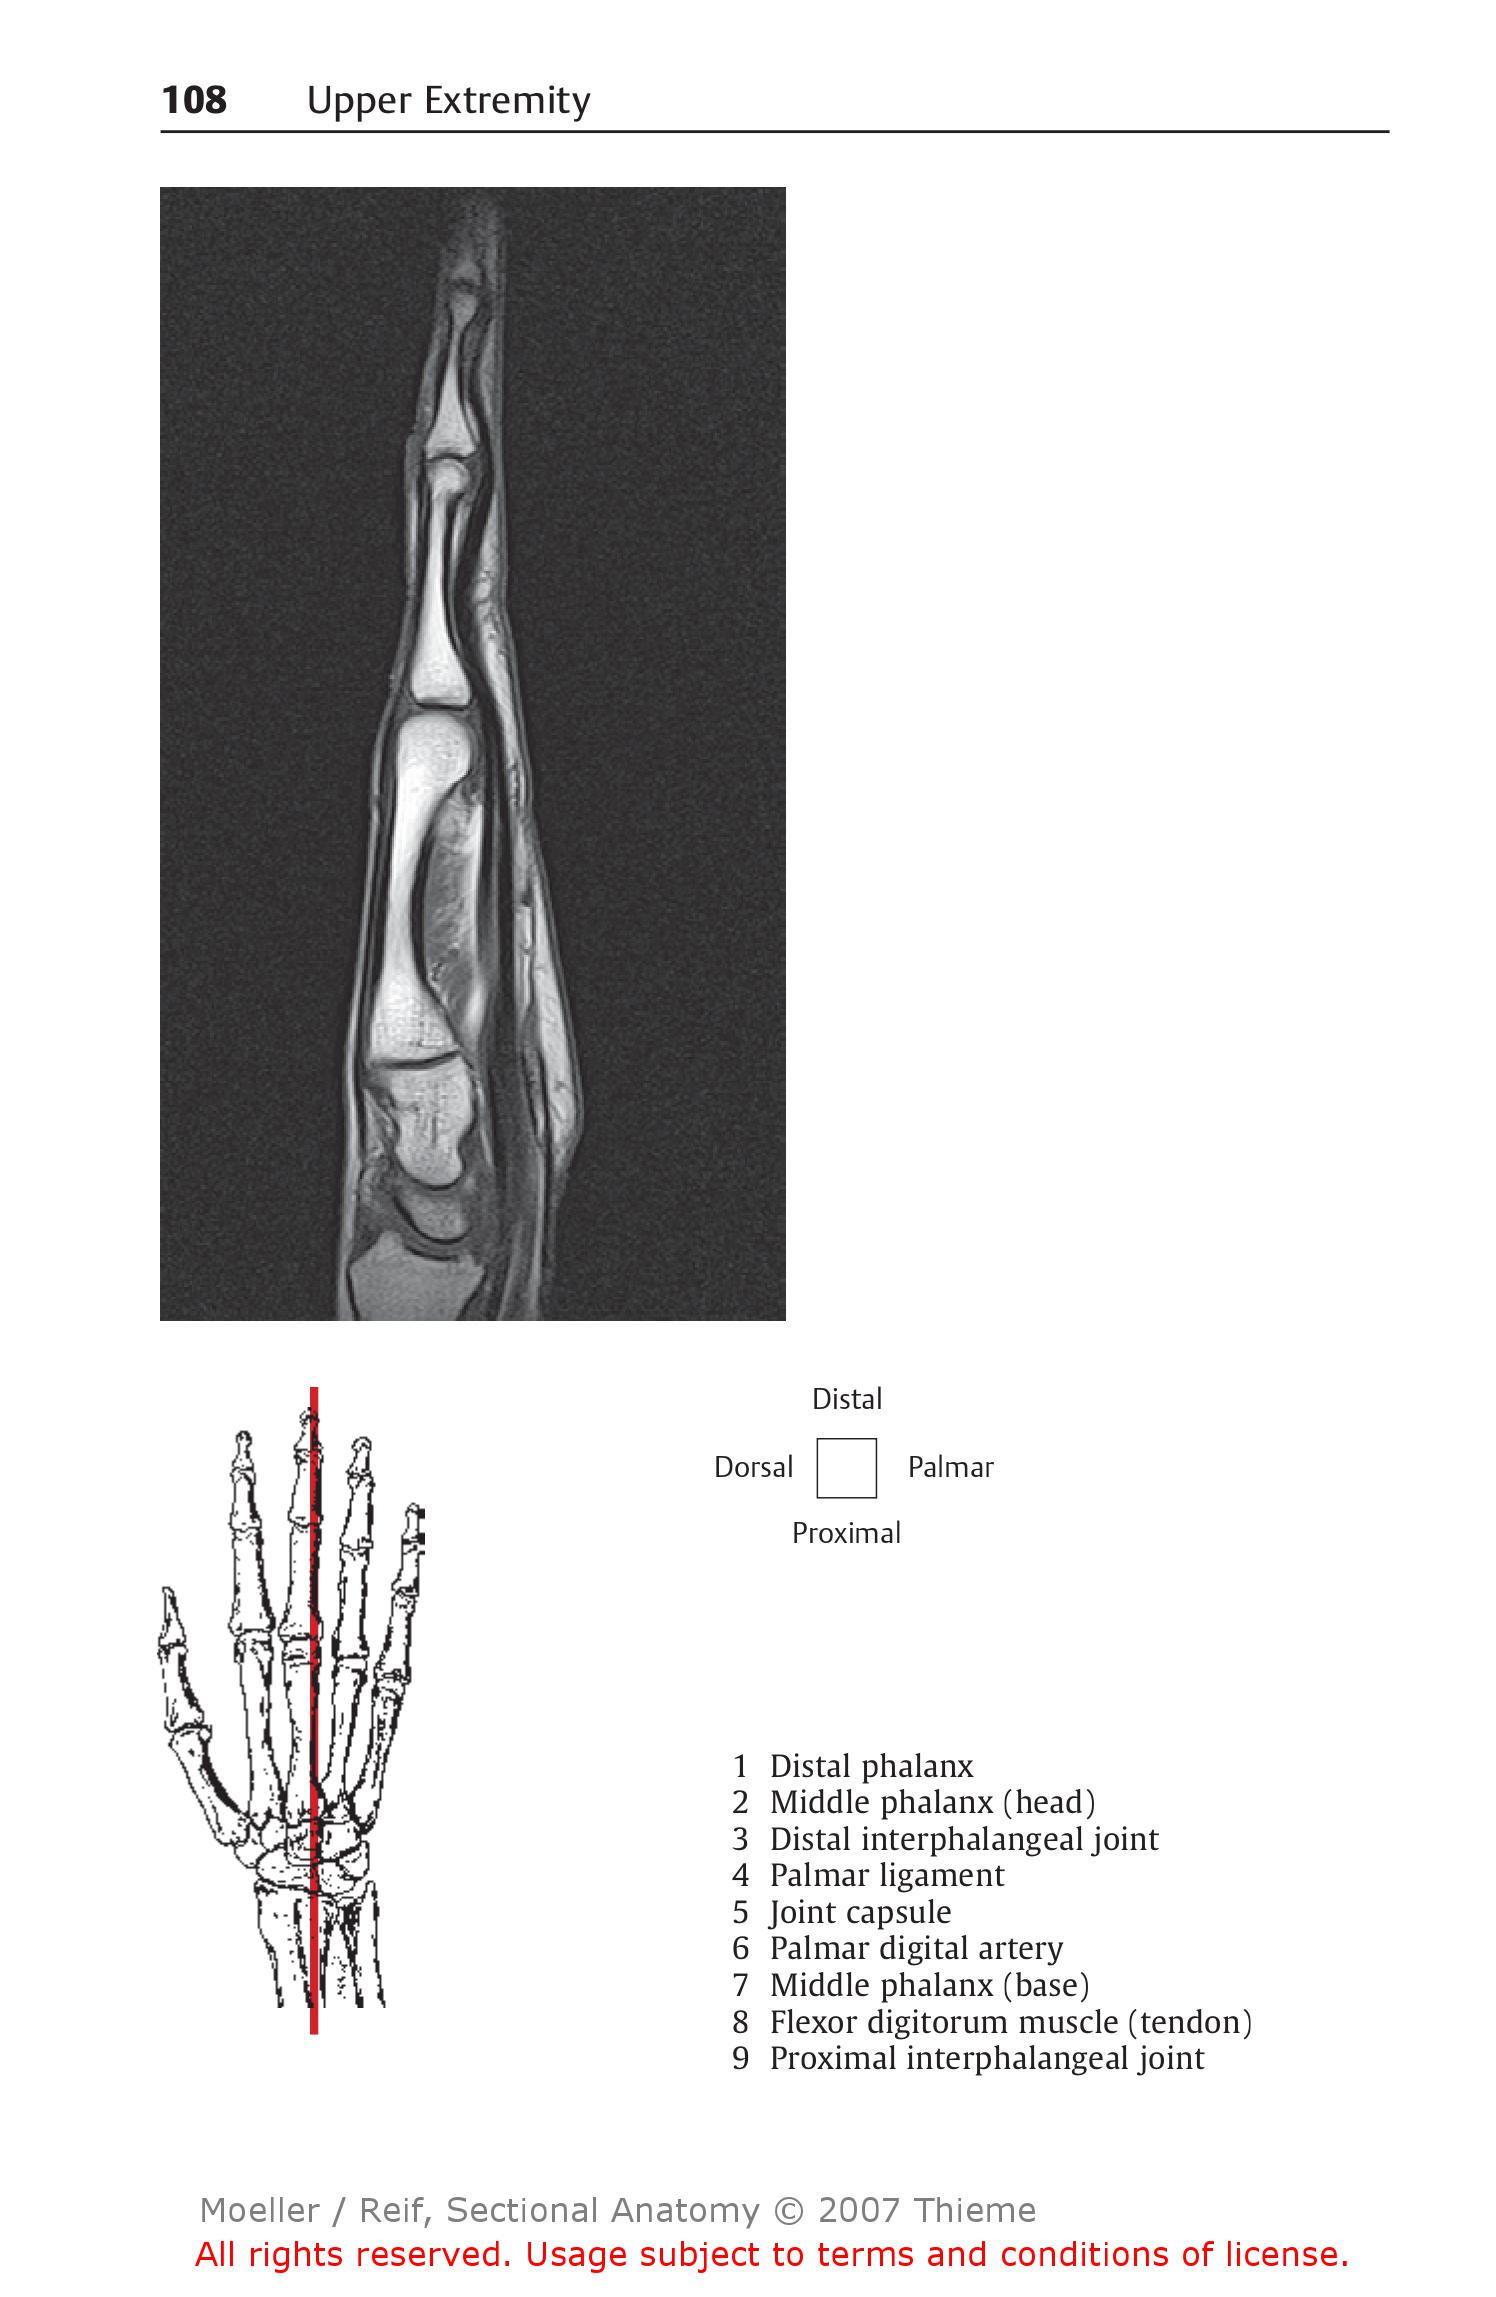 108 Upper Extremity
Distal
Dorsal Palmar
Proximal
1 Distal phalanx
2 Middle phalanx (head)
3 Distal interphalangeal joint
4 Palmar ligament
5 Joint capsule
6 Palmar digital artery
7 Middle phalanx (base)
8 Flexor digitorum muscle (tendon)
9 Proximal interphalangeal joint
Moeller / Reif, Sectional Anatomy © 2007 Thieme
All rights reserved. Usage subject to terms and conditions of license.